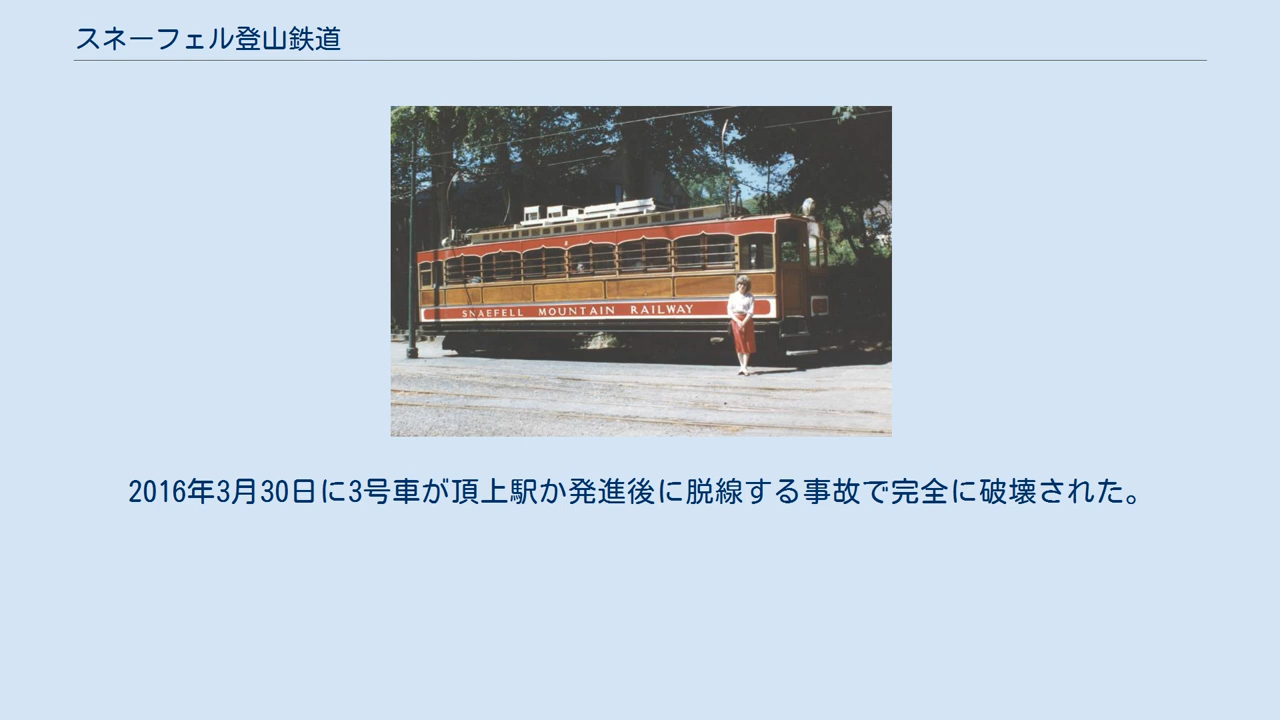 スネーフェル登山鉄道
SNAEFELL MOUNTAIN RAILWAY
2016年3月30日に3号車が頂上駅か発進後に脱線する事故で完全に破壊された。